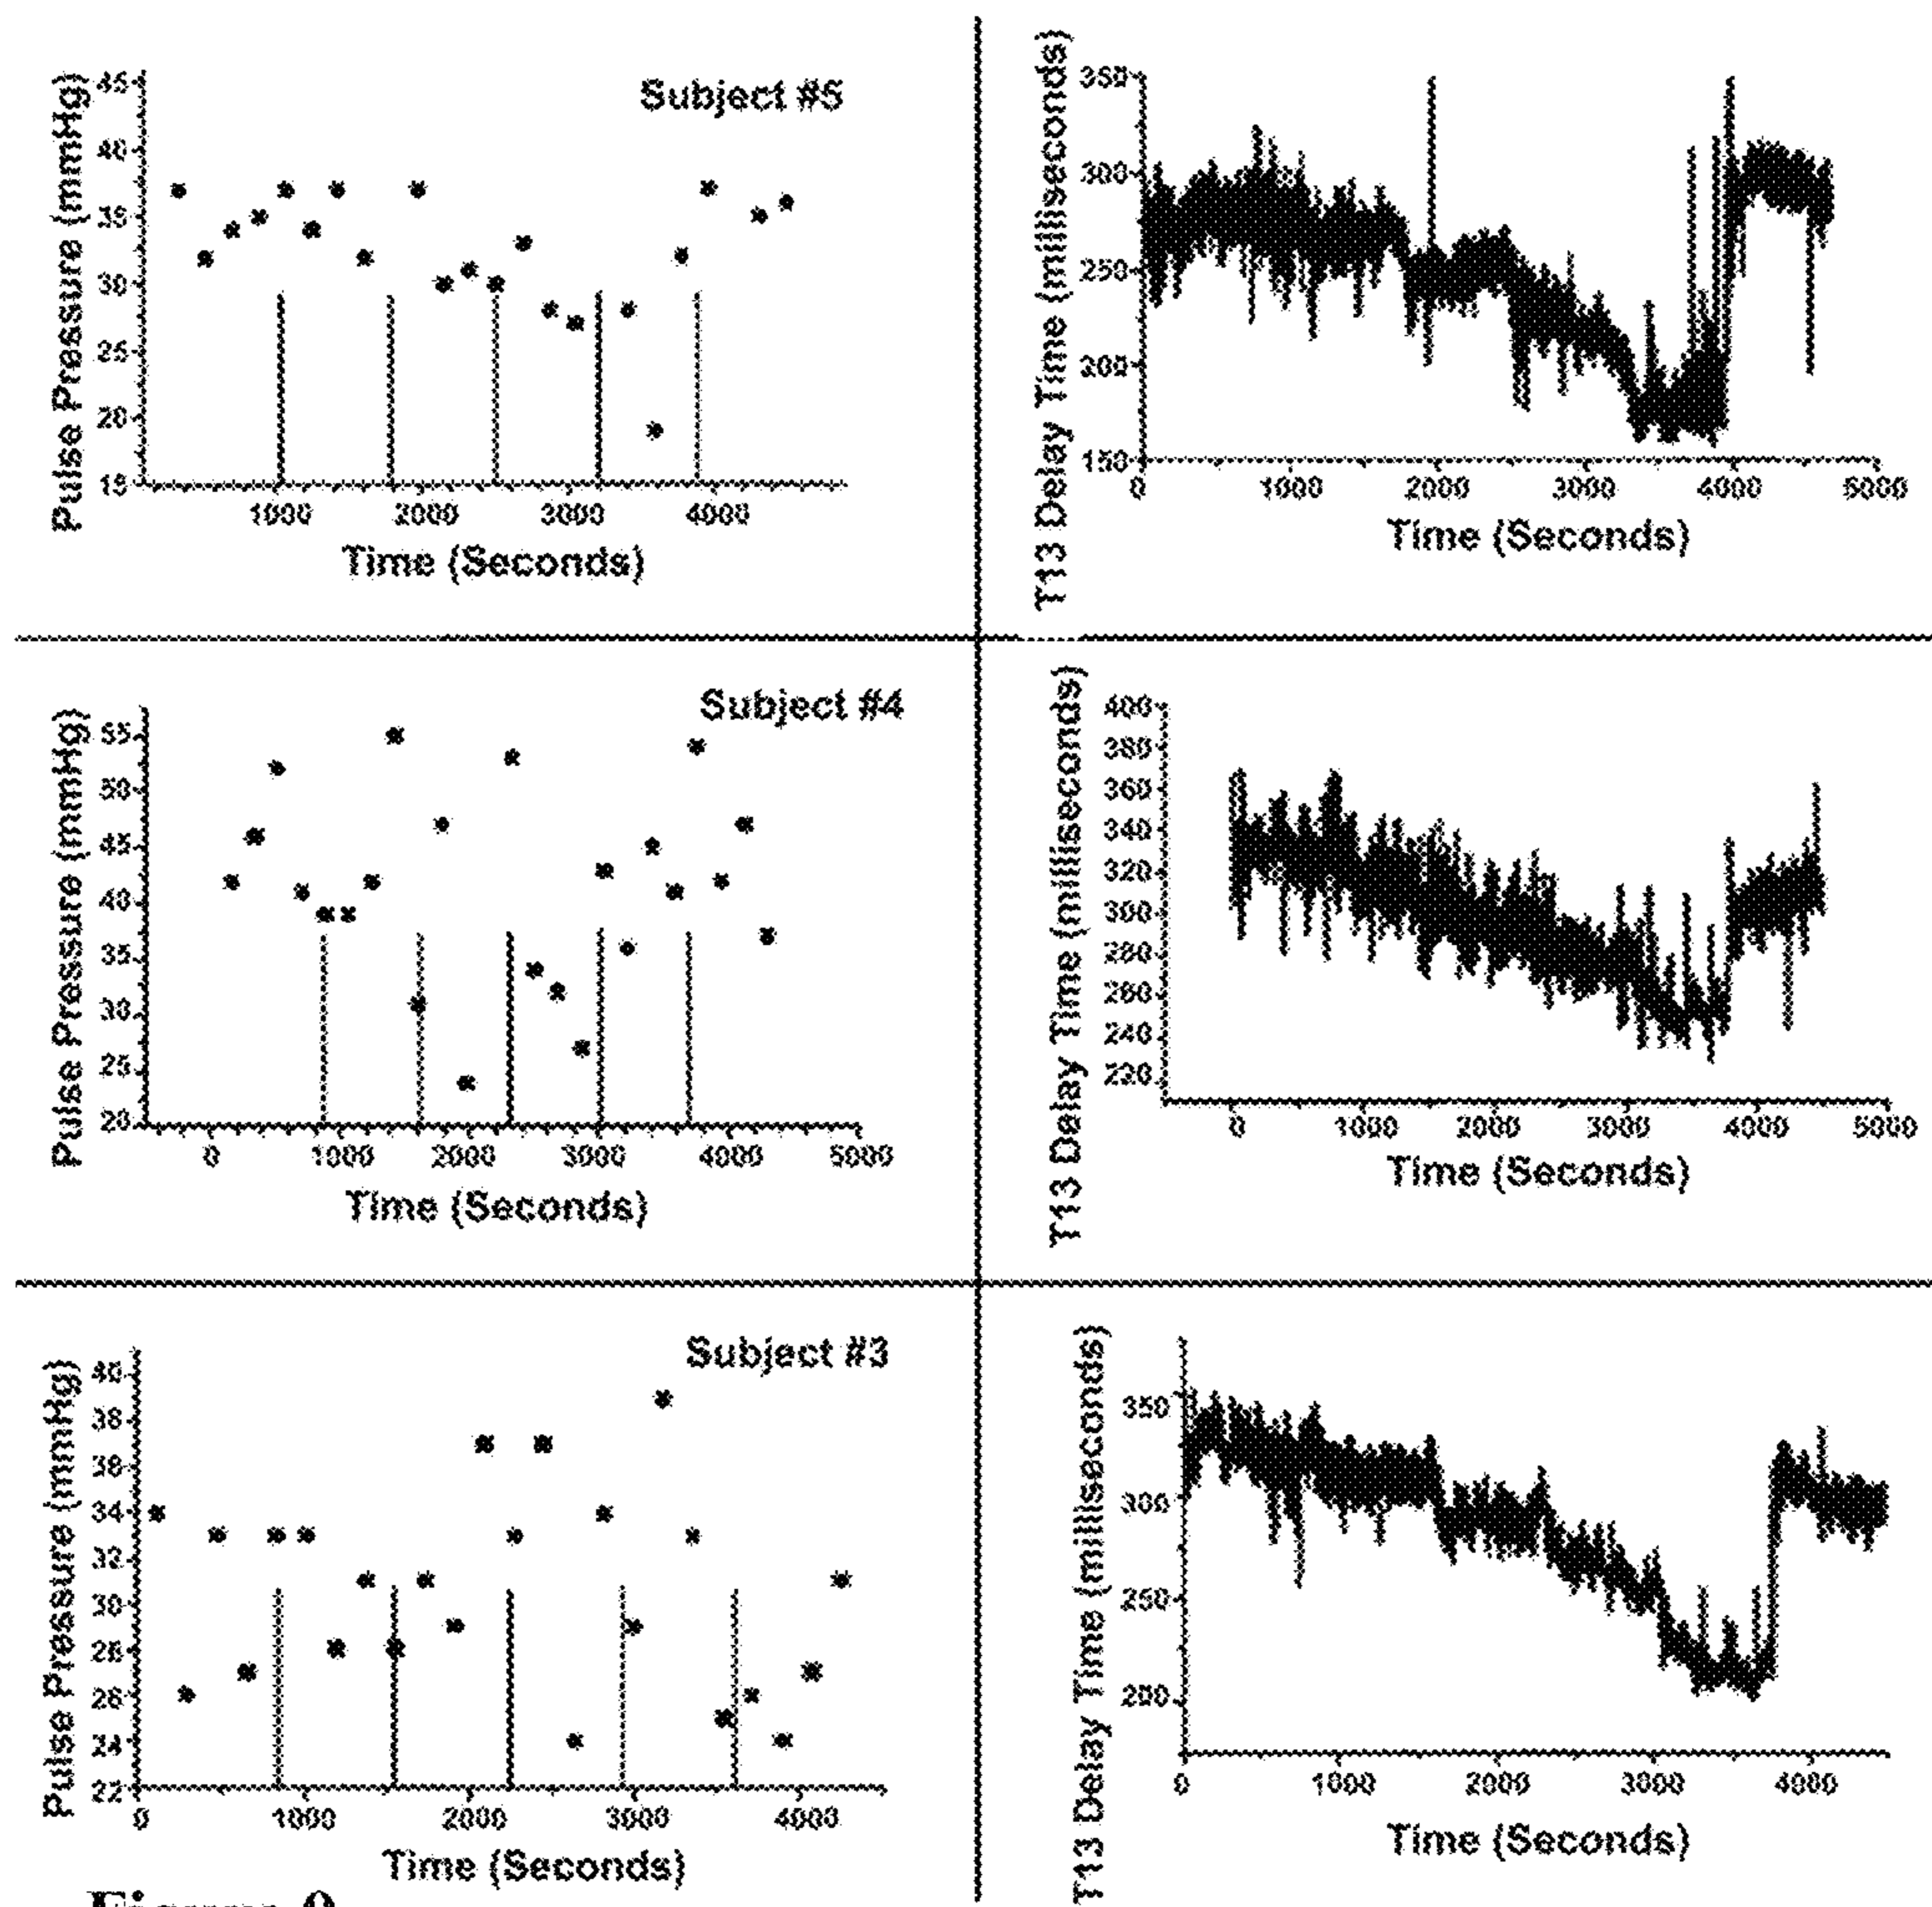 Subject #5
Pulse Pressure (mmHg)
45
40
35
30
25
20
15
1000 2000 3000 4000
Time (Seconds)
T13 Delay Time (milliseconds)
350
300
250
200
150
0 1000 2000 3000 4000 5000
Time (Seconds)
Subject #4
Pulse Pressure (mmHg)
55
50
45
40
35
30
25
20
0 1000 2000 3000 4000 5000
Time (Seconds)
T13 Delay Time (milliseconds)
400
380
360
340
320
300
280
260
240
220
0 1000 2000 3000 4000 5000
Time (Seconds)
Subject #3
Pulse Pressure (mmHg)
40
38
36
34
32
30
28
26
24
22
0 1000 2000 3000 4000
Time (Seconds)
T13 Delay Time (milliseconds)
350
300
250
200
0 1000 2000 3000 4000
Time (Seconds)